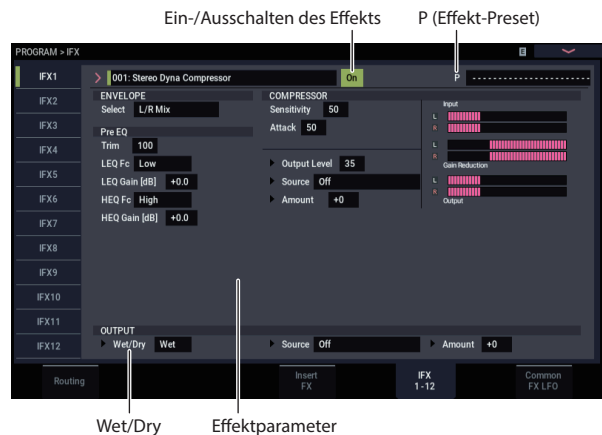 Ein-/Ausschalten des Effekts P (Effekt-Preset)
PROGRAM > IFX E
IFX1 001: Stereo Dyna Compressor On P ----------------------
IFX2 ENVELOPE COMPRESSOR
Select L/R Mix Sensitivity 50 Input
IFX3 Attack 50 L
R
Pre EQ
IFX4 Trim 100 L
R
LEQ Fc Low Output Level 35 Gain Reduction
IFX5 LEQ Gain [dB] +0.0 Source Off L
R
IFX6 HEQ Fc High Amount +0 Output
IFX7 HEQ Gain [dB] +0.0
IFX8
IFX9
IFX10
IFX11
OUTPUT
IFX12 Wet/Dry Wet Source Off Amount +0
Routing Insert FX IFX 1-12 Common FX LFO
Wet/Dry Effektparameter